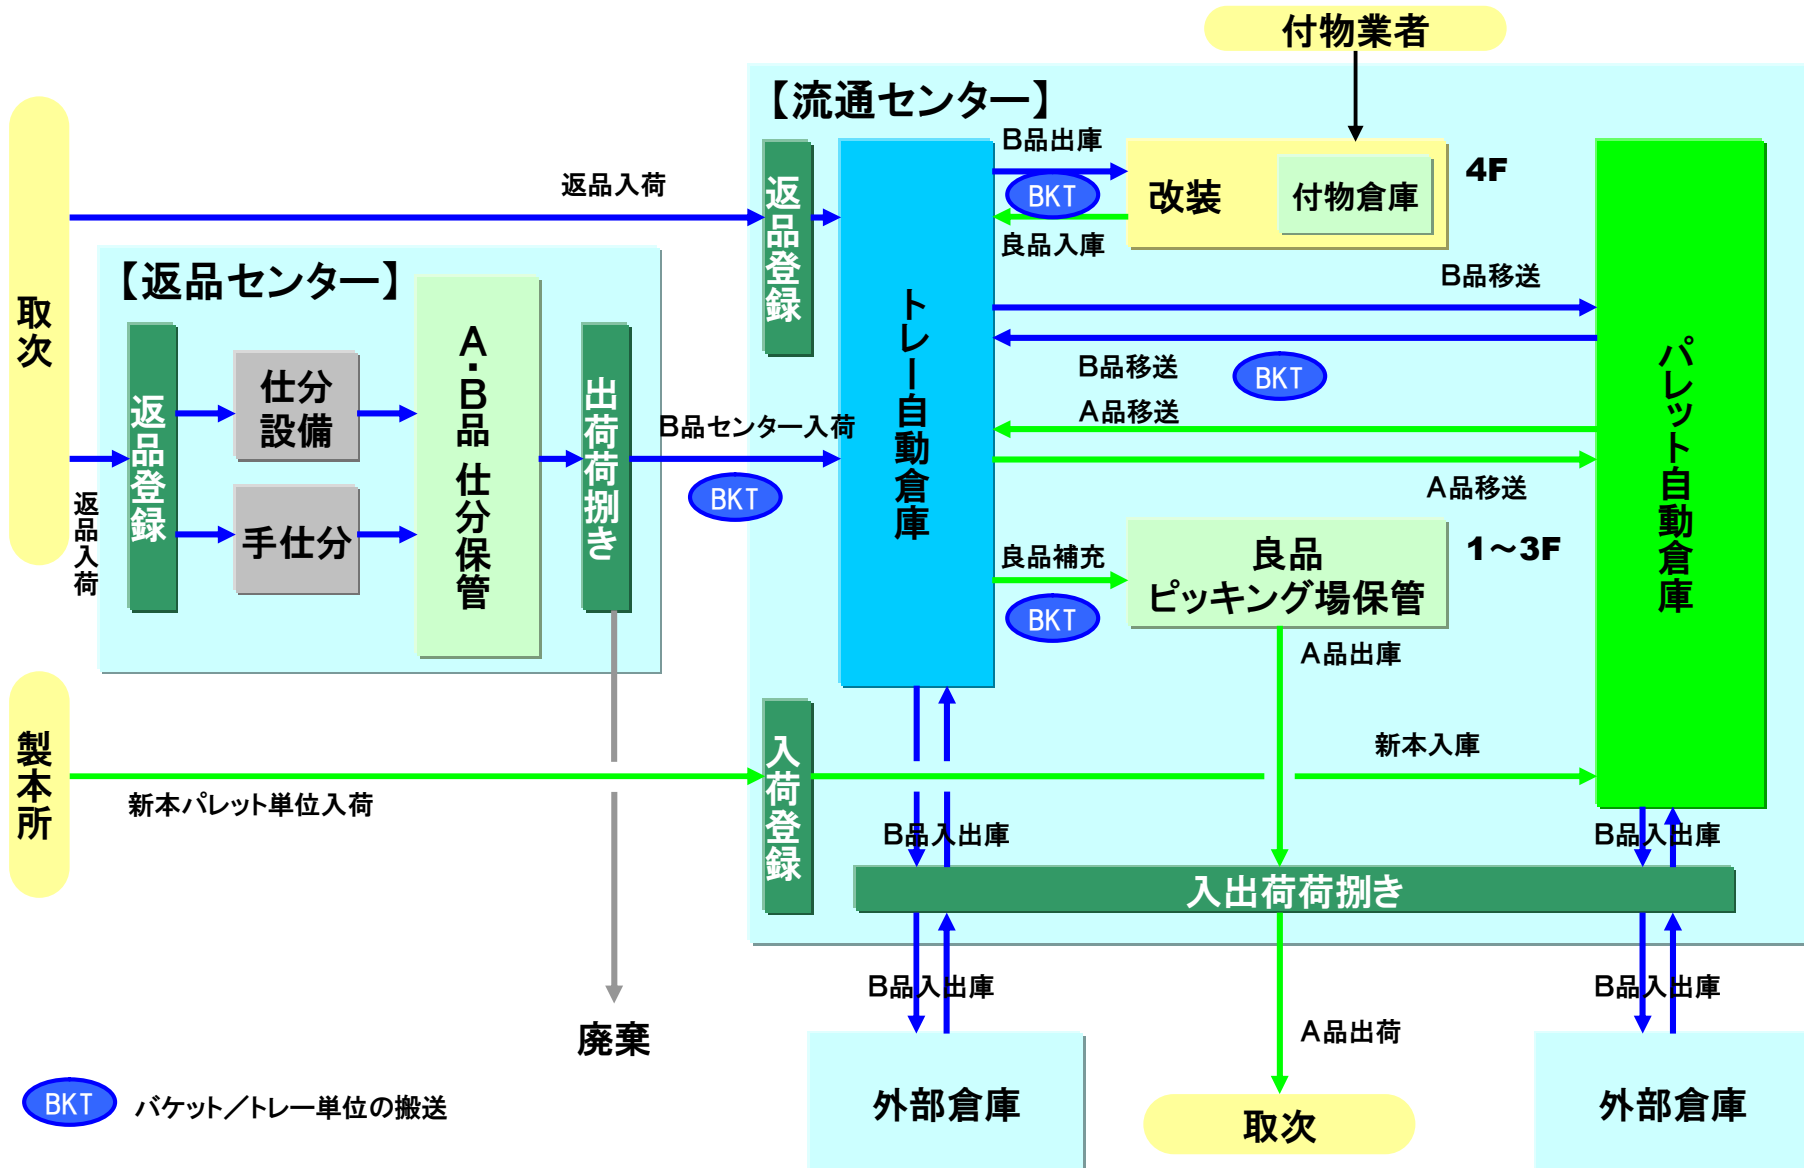 付物業者
【流通センター】
B品出庫
返品入荷
返品登録
BKT
改装
付物倉庫
4F
良品入庫
【返品センター】
取次
トレー自動倉庫
B品移送
パレット自動倉庫
返品登録
仕分
設備
手仕分
A・B品 仕分保管
出荷荷捌き
B品移送
BKT
A品移送
B品センター入荷
BKT
A品移送
返品入荷
良品補充
BKT
良品
ピッキング場保管
1～3F
A品出庫
製本所
新本パレット単位入荷
入荷登録
新本入庫
B品入出庫
B品入出庫
入出荷荷捌き
B品入出庫
B品入出庫
廃棄
A品出荷
外部倉庫
取次
外部倉庫
BKT バケット／トレー単位の搬送